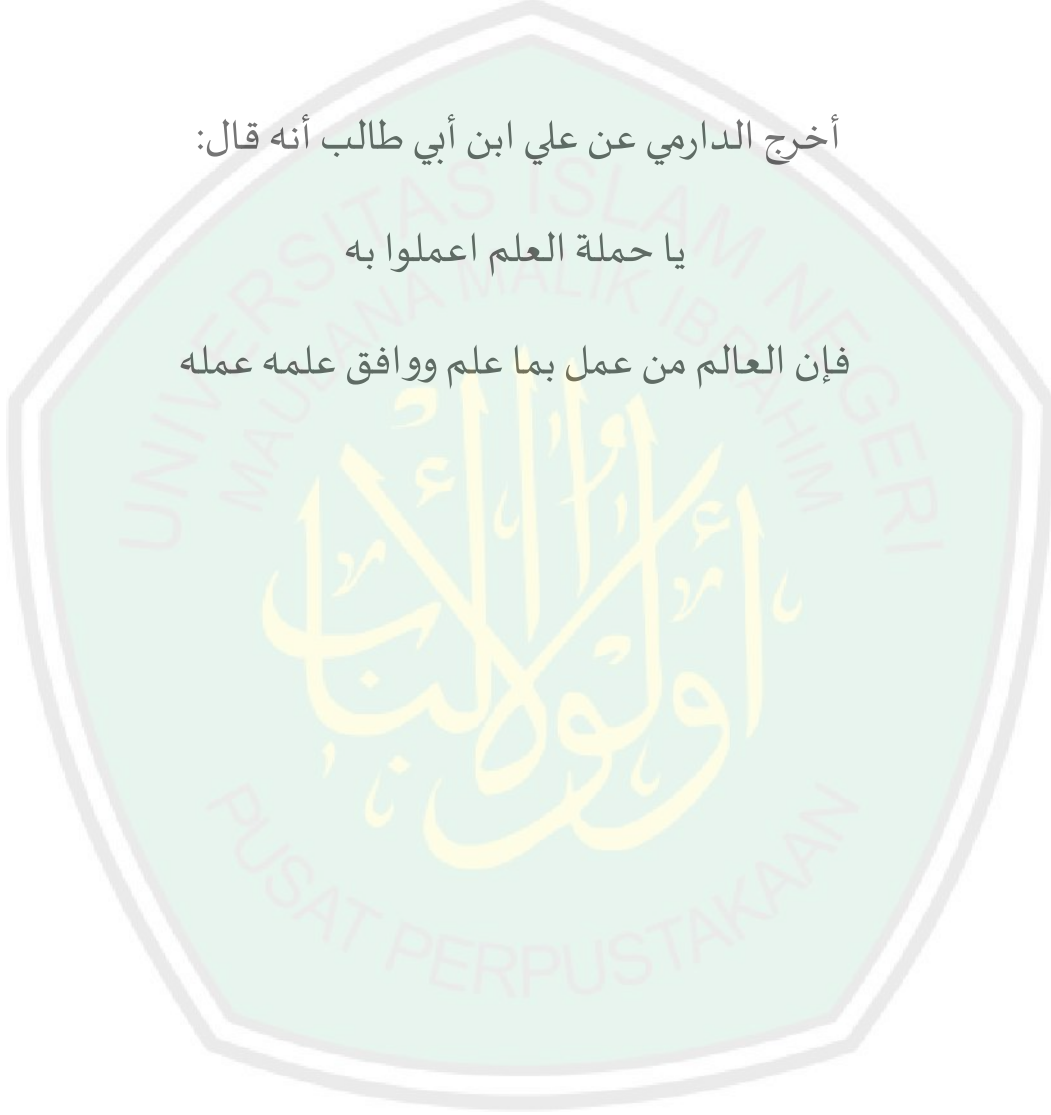 أخرج الدارمي عن علي ابن أبي طالب أنه قال:
يا حملة العلم اعملوا به
فإن العالم من عمل بما علم ووافق علمه عمله
UNIVERSITAS ISLAM NEGERI
MAULANA MALIK IBRAHIM
أولوا الألباب
PUSAT PERPUSTAKAAN